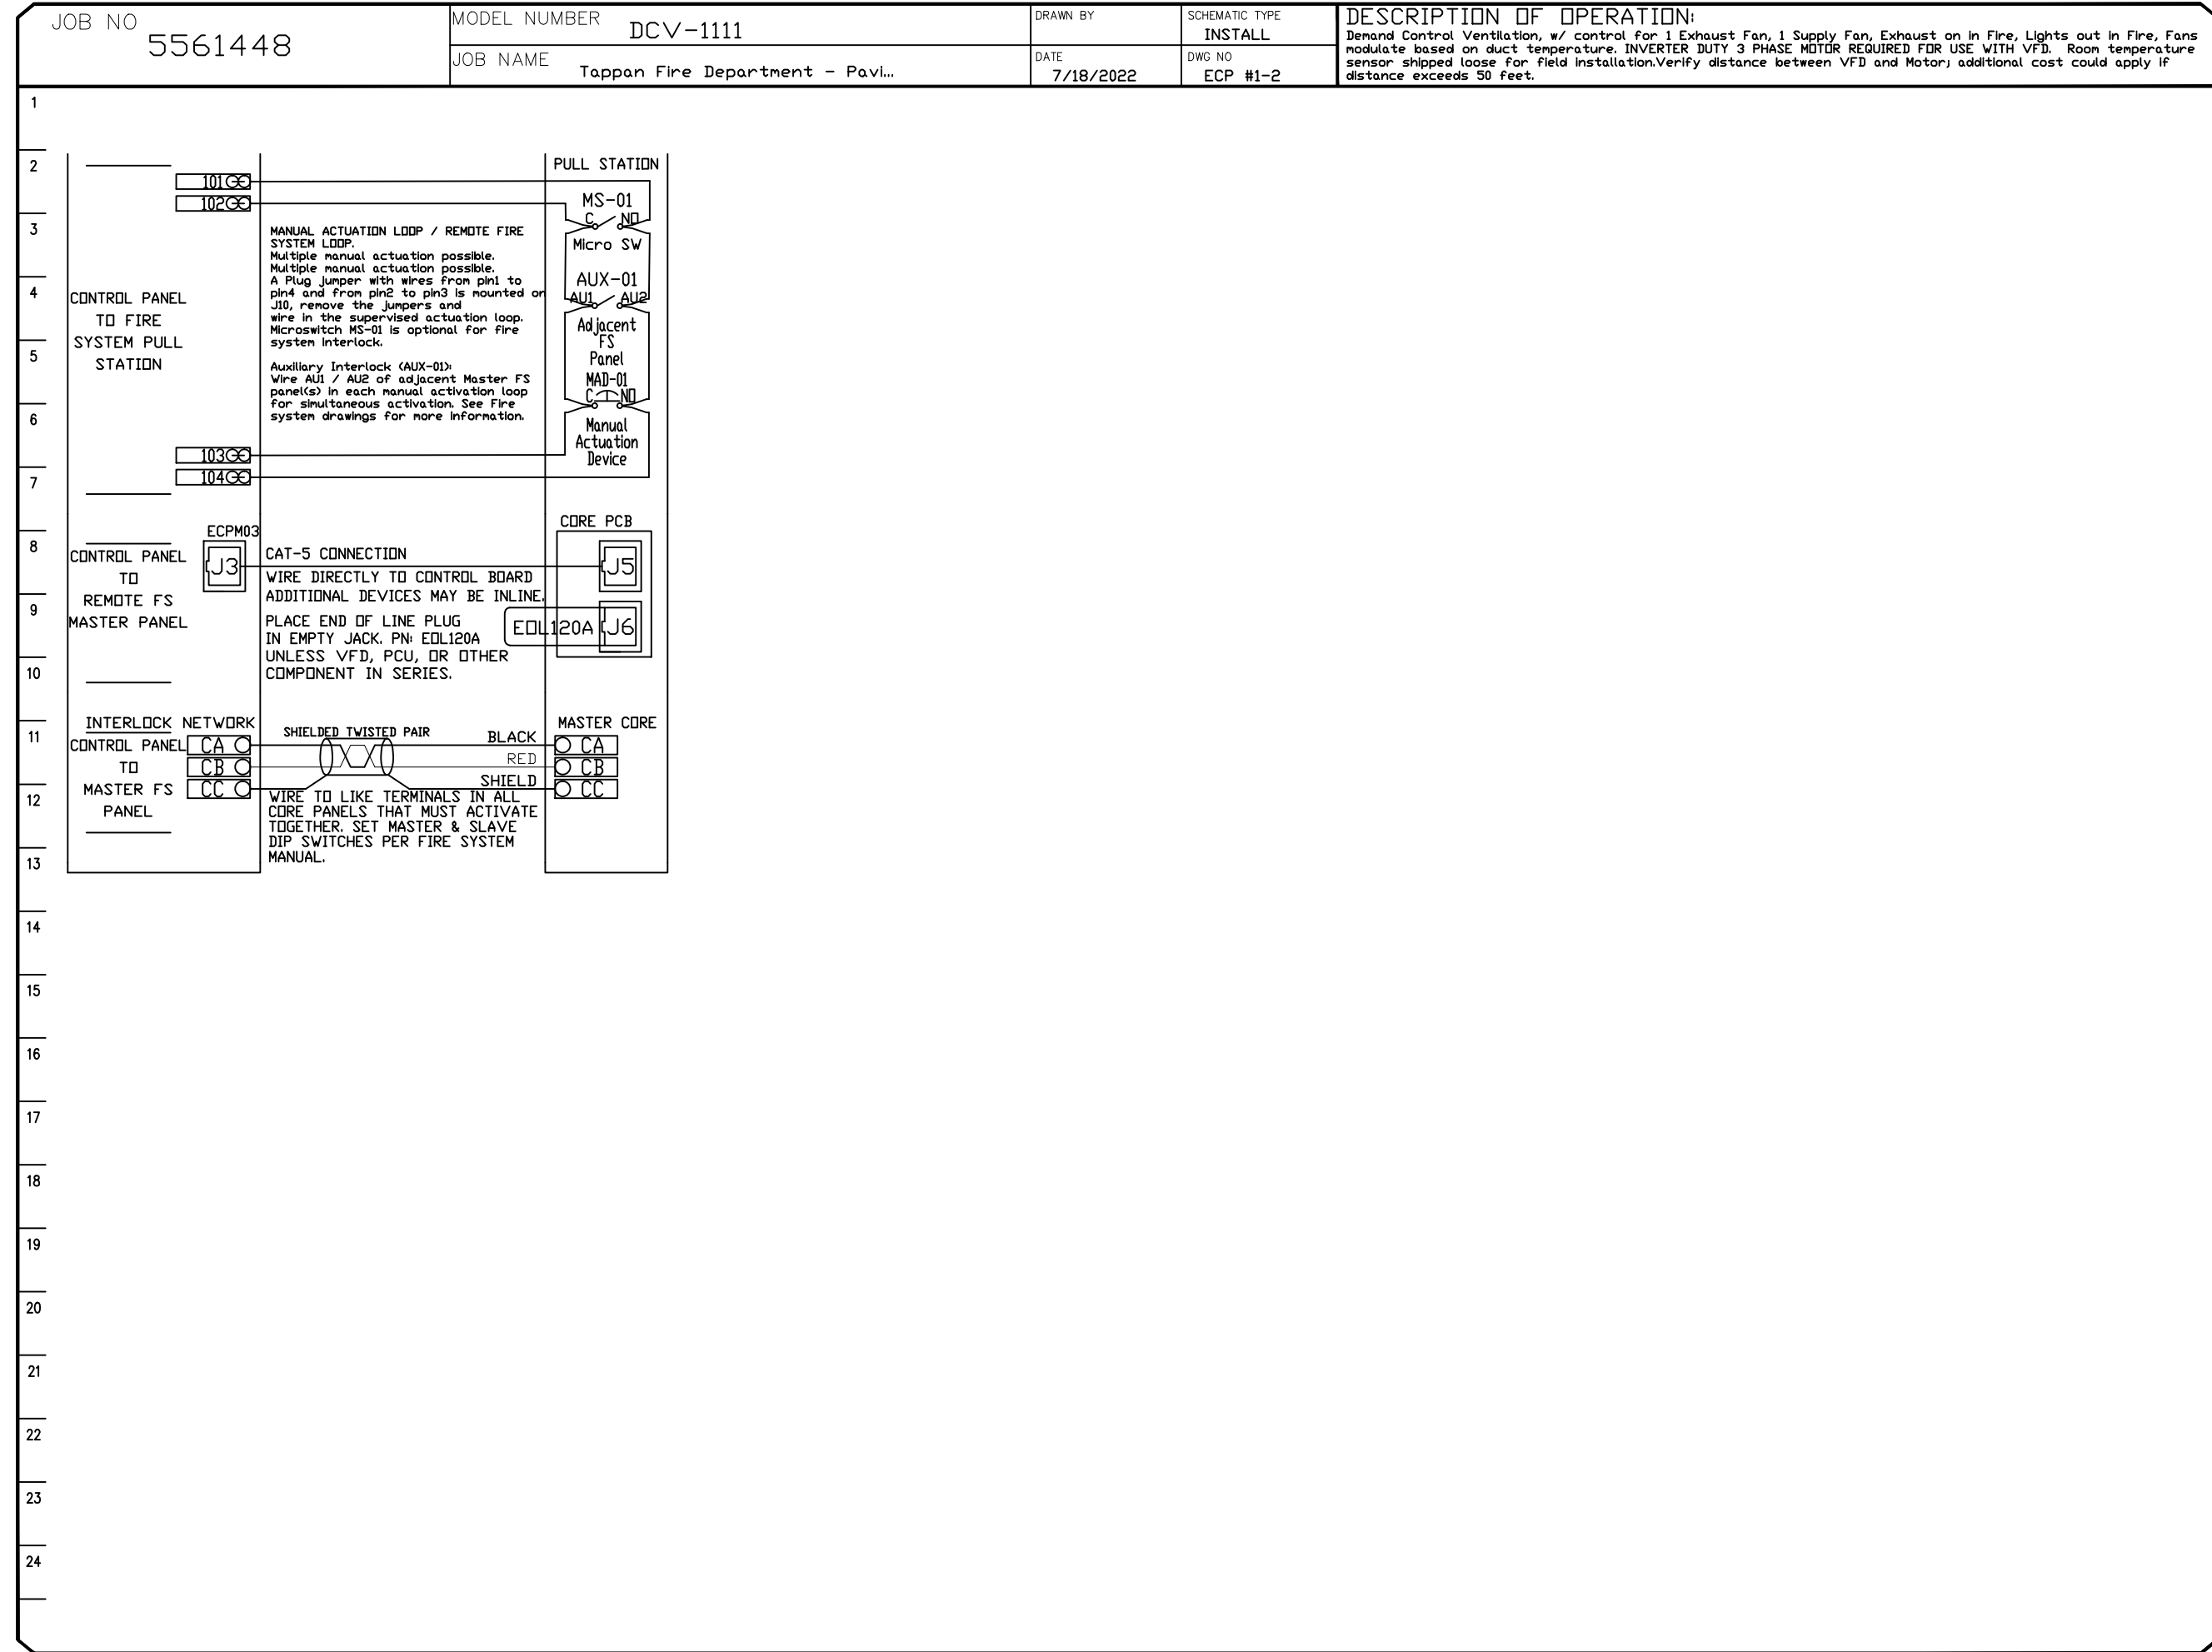 JOB NO
5561448
MODEL NUMBER
DCV-1111
JOB NAME
Tappan Fire Department - Pavi...
DRAWN BY
SCHEMATIC TYPE
INSTALL
DATE
7/18/2022
DWG NO
ECP #1-2
DESCRIPTION OF OPERATION:
Demand Control Ventilation, w/ control for 1 Exhaust Fan, 1 Supply Fan, Exhaust on in Fire, Lights out in Fire, Fans
modulate based on duct temperature. INVERTER DUTY 3 PHASE MOTOR REQUIRED FOR USE WITH VFD. Room temperature
sensor shipped loose for field installation.Verify distance between VFD and Motor; additional cost could apply if
distance exceeds 50 feet.
1
2
3
4
5
6
7
8
9
10
11
12
13
14
15
16
17
18
19
20
21
22
23
24
CONTROL PANEL
TO FIRE
SYSTEM PULL
STATION
101
102
103
104
MANUAL ACTUATION LOOP / REMOTE FIRE
SYSTEM LOOP.
Multiple manual actuation possible.
Multiple manual actuation possible.
A Plug jumper with wires from pin1 to
pin4 and from pin2 to pin3 is mounted or
J10, remove the jumpers and
wire in the supervised actuation loop.
Microswitch MS-01 is optional for fire
system interlock.
Auxiliary Interlock (AUX-01):
Wire AU1 / AU2 of adjacent Master FS
panel(s) in each manual activation loop
for simultaneous activation. See Fire
system drawings for more information.
PULL STATION
MS-01
C NO
Micro SW
AUX-01
AU1 AU2
Adjacent
FS
Panel
MAD-01
C NO
Manual
Actuation
Device
CONTROL PANEL
TO
REMOTE FS
MASTER PANEL
ECPM03
J3
CAT-5 CONNECTION
WIRE DIRECTLY TO CONTROL BOARD
ADDITIONAL DEVICES MAY BE INLINE.
PLACE END OF LINE PLUG
IN EMPTY JACK. PN: EOL120A
UNLESS VFD, PCU, OR OTHER
COMPONENT IN SERIES.
CORE PCB
J5
EOL120A J6
INTERLOCK NETWORK
CONTROL PANEL
TO
MASTER FS
PANEL
CA
CB
CC
SHIELDED TWISTED PAIR
BLACK
RED
SHIELD
WIRE TO LIKE TERMINALS IN ALL
CORE PANELS THAT MUST ACTIVATE
TOGETHER. SET MASTER & SLAVE
DIP SWITCHES PER FIRE SYSTEM
MANUAL.
MASTER CORE
CA
CB
CC